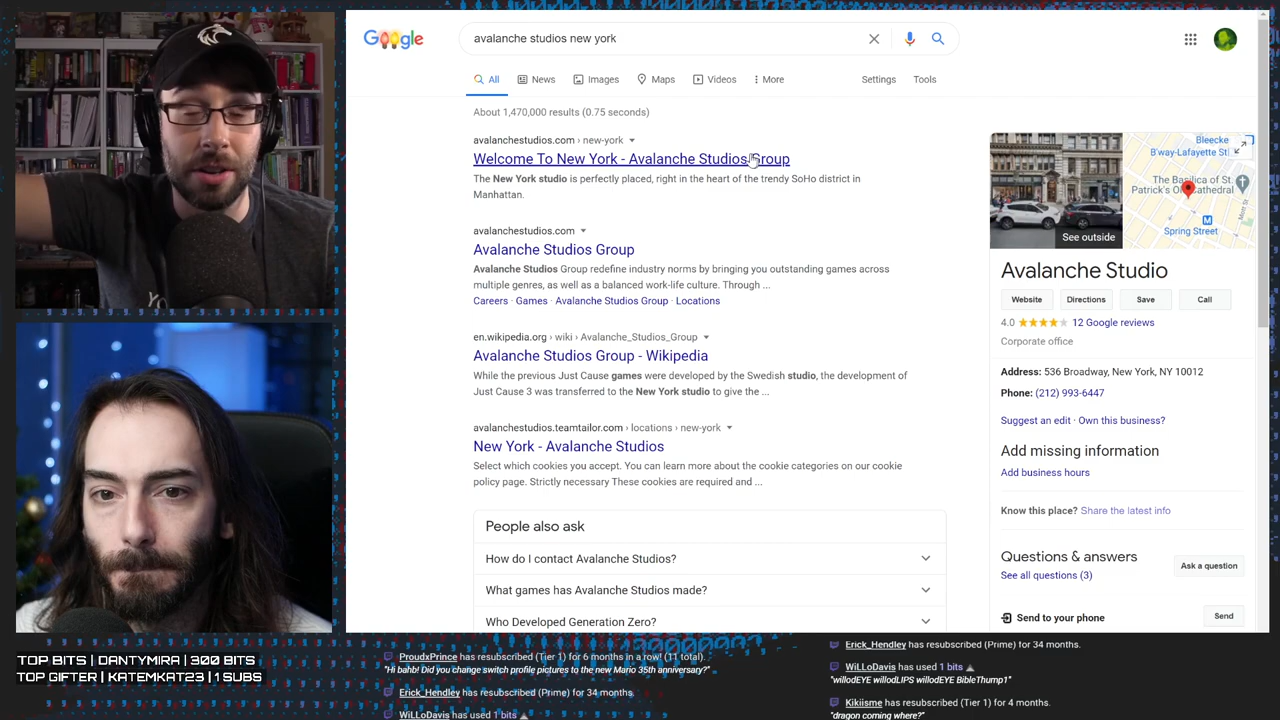 Google
avalanche studios new york
All
News
Images
Maps
Videos
More
Settings
Tools
About 1,470,000 results (0.75 seconds)
avalanchestudios.com › new-york
Welcome To New York - Avalanche Studios Group
The New York studio is perfectly placed, right in the heart of the trendy SoHo district in
Manhattan.
avalanchestudios.com
Avalanche Studios Group
Avalanche Studios Group redefine industry norms by bringing you outstanding games across
multiple genres, as well as a balanced work-life culture. Through ...
Careers · Games · Avalanche Studios Group · Locations
en.wikipedia.org › wiki › Avalanche_Studios_Group
Avalanche Studios Group - Wikipedia
While the previous Just Cause games were developed by the Swedish studio, the development of
Just Cause 3 was transferred to the New York studio to give the ...
avalanchestudios.teamtailor.com › locations › new-york
New York - Avalanche Studios
Select which cookies you accept. You can learn more about the cookie categories on our cookie
policy page. Strictly necessary These cookies are required and ...
People also ask
How do I contact Avalanche Studios?
What games has Avalanche Studios made?
Who Developed Generation Zero?
See outside
Bleecke
B'way-Lafayette St
The Basilica of St.
Patrick's Cathedral
Spring Street
Mott St
Avalanche Studio
Website
Directions
Save
Call
4.0
12 Google reviews
Corporate office
Address: 536 Broadway, New York, NY 10012
Phone: (212) 993-6447
Suggest an edit · Own this business?
Add missing information
Add business hours
Know this place? Share the latest info
Questions & answers
See all questions (3)
Ask a question
Send to your phone
Send
TOP BITS | DANTYMIRA | 300 BITS
TOP GIFTER | KATEMKAT23 | 1 SUBS
ProudxPrince has resubscribed (Tier 1) for 6 months in a row! (11 total).
"Hi bubs! Did you change switch profile pictures to the new Mario 35th anniversary?"
Erick_Hendley has resubscribed (Prime) for 34 months.
WiLLoDavis has used 1 bits
Erick_Hendley has resubscribed (Prime) for 34 months.
WiLLoDavis has used 1 bits
"willodEYE willodLIPS willodEYE BibleThump1"
Kikiisme has resubscribed (Tier 1) for 4 months.
"dragon coming where?"